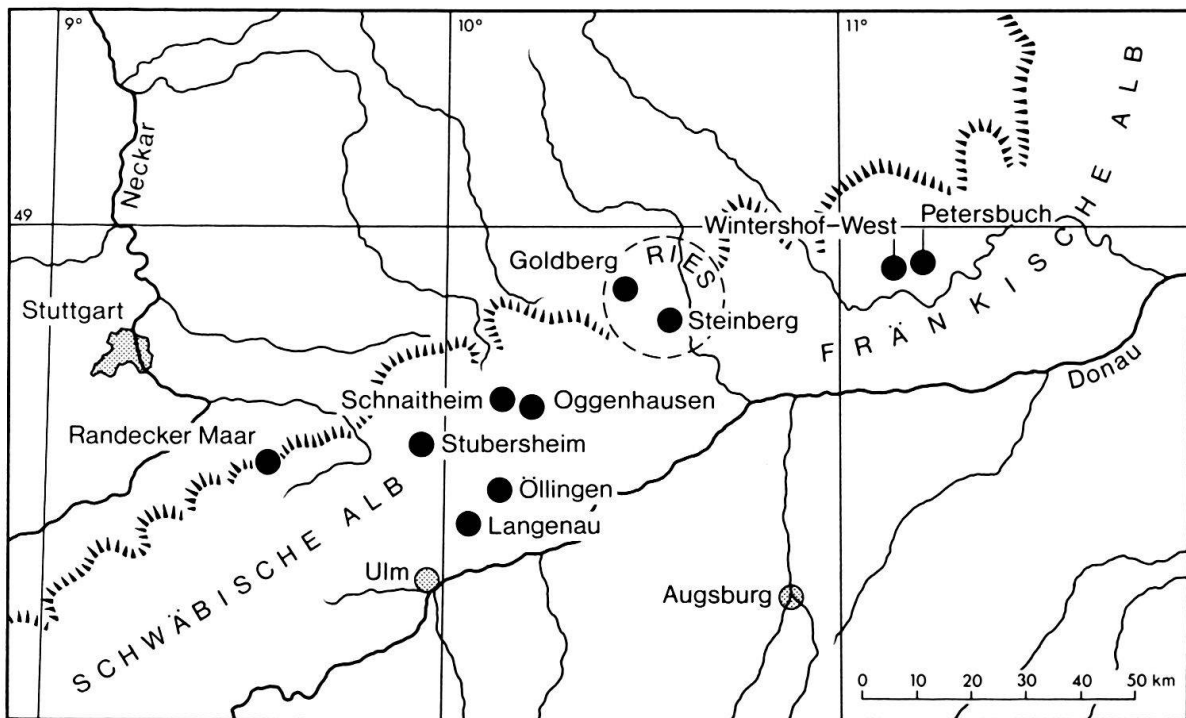 9°
10°
11°
Neckar
49
Wintershof-West
Petersbuch
Goldberg
RIES
Stuttgart
Steinberg
FRÄNKISCHE ALB
Donau
Schnaitheim
Oggenhausen
Randecker Maar
Stubersheim
Öllingen
Langenau
SCHWÄBISCHE ALB
Ulm
Augsburg
0 10 20 30 40 50 km